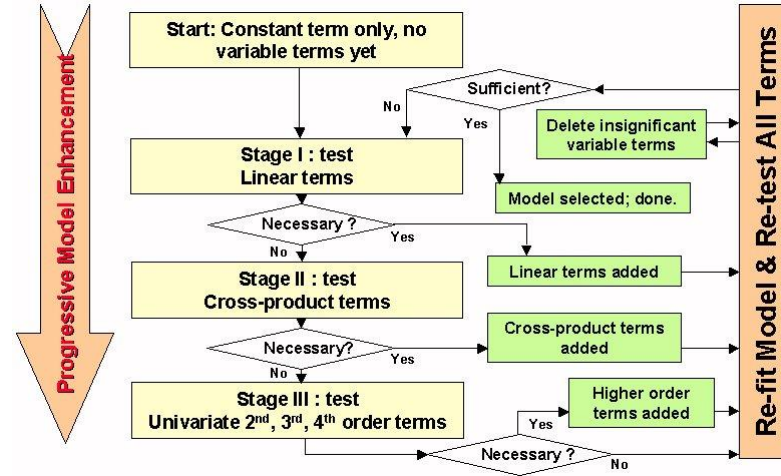 Progressive Model Enhancement
Start: Constant term only, no
variable terms yet
Sufficient?
No
Yes
Delete insignificant
variable terms
Stage I : test
Linear terms
Model selected; done.
Necessary ?
Yes
No
Linear terms added
Stage II : test
Cross-product terms
Cross-product terms
added
Necessary?
Yes
No
Stage III : test
Univariate 2nd, 3rd, 4th order terms
Higher order
terms added
Yes
Necessary ?
No
Re-fit Model & Re-test All Terms